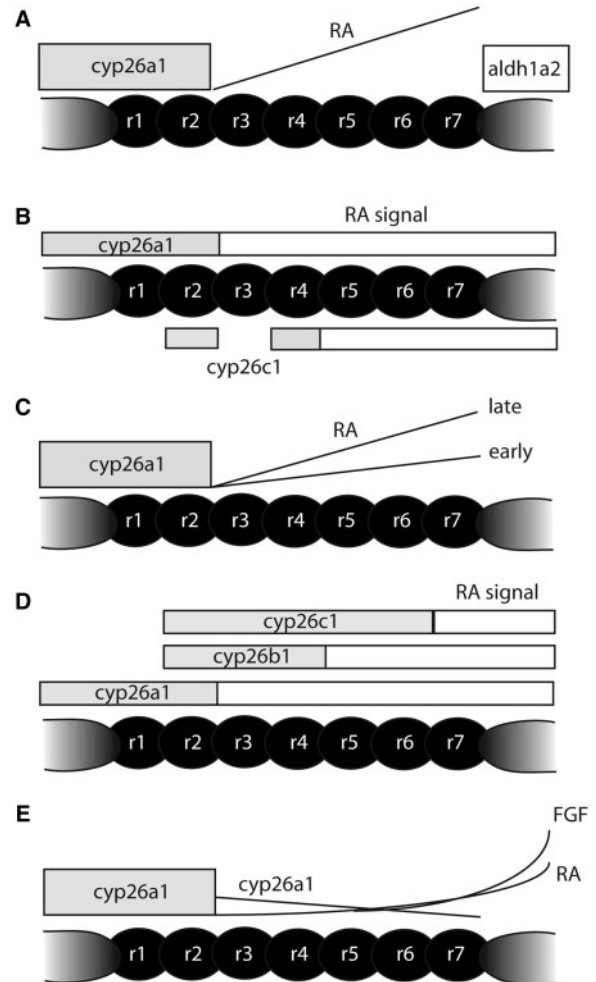 A
RA
cyp26a1
aldh1a2
r1 r2 r3 r4 r5 r6 r7
B
RA signal
cyp26a1
r1 r2 r3 r4 r5 r6 r7
cyp26c1
C
late
RA
early
cyp26a1
r1 r2 r3 r4 r5 r6 r7
D
RA signal
cyp26c1
cyp26b1
cyp26a1
r1 r2 r3 r4 r5 r6 r7
E
FGF
cyp26a1
cyp26a1
RA
r1 r2 r3 r4 r5 r6 r7